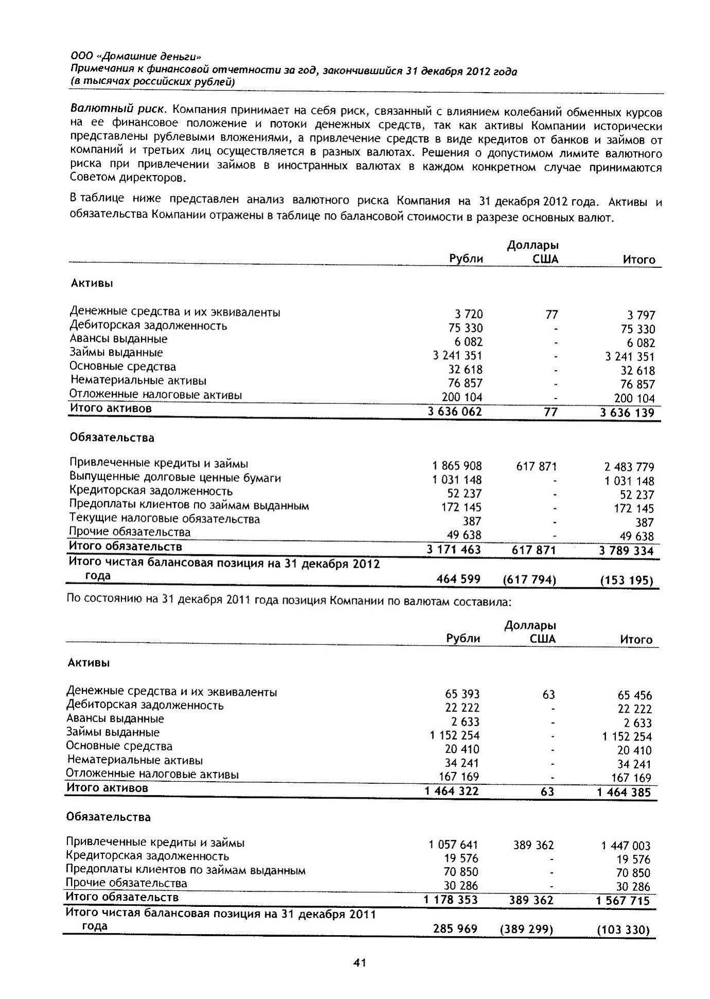 ООО «Домашние деньги»
Примечания к финансовой отчетности за год, закончившийся 31 декабря 2012 года
(в тысячах российских рублей)
Валютный риск. Компания принимает на себя риск, связанный с влиянием колебаний обменных курсов
на ее финансовое положение и потоки денежных средств, так как активы Компании исторически
представлены рублевыми вложениями, а привлечение средств в виде кредитов от банков и займов от
компаний и третьих лиц осуществляется в разных валютах. Решения о допустимом лимите валютного
риска при привлечении займов в иностранных валютах в каждом конкретном случае принимаются
Советом директоров.
В таблице ниже представлен анализ валютного риска Компания на 31 декабря 2012 года. Активы и
обязательства Компании отражены в таблице по балансовой стоимости в разрезе основных валют.
Доллары
Рубли США Итого
Активы
Денежные средства и их эквиваленты 3 720 77 3 797
Дебиторская задолженность 75 330 - 75 330
Авансы выданные 6 082 - 6 082
Займы выданные 3 241 351 - 3 241 351
Основные средства 32 618 - 32 618
Нематериальные активы 76 857 - 76 857
Отложенные налоговые активы 200 104 - 200 104
Итого активов 3 636 062 77 3 636 139
Обязательства
Привлеченные кредиты и займы 1 865 908 617 871 2 483 779
Выпущенные долговые ценные бумаги 1 031 148 - 1 031 148
Кредиторская задолженность 52 237 - 52 237
Предоплаты клиентов по займам выданным 172 145 - 172 145
Текущие налоговые обязательства 387 - 387
Прочие обязательства 49 638 - 49 638
Итого обязательств 3 171 463 617 871 3 789 334
Итого чистая балансовая позиция на 31 декабря 2012
года 464 599 (617 794) (153 195)
По состоянию на 31 декабря 2011 года позиция Компании по валютам составила:
Доллары
Рубли США Итого
Активы
Денежные средства и их эквиваленты 65 393 63 65 456
Дебиторская задолженность 22 222 - 22 222
Авансы выданные 2 633 - 2 633
Займы выданные 1 152 254 - 1 152 254
Основные средства 20 410 - 20 410
Нематериальные активы 34 241 - 34 241
Отложенные налоговые активы 167 169 - 167 169
Итого активов 1 464 322 63 1 464 385
Обязательства
Привлеченные кредиты и займы 1 057 641 389 362 1 447 003
Кредиторская задолженность 19 576 - 19 576
Предоплаты клиентов по займам выданным 70 850 - 70 850
Прочие обязательства 30 286 - 30 286
Итого обязательств 1 178 353 389 362 1 567 715
Итого чистая балансовая позиция на 31 декабря 2011
года 285 969 (389 299) (103 330)
41